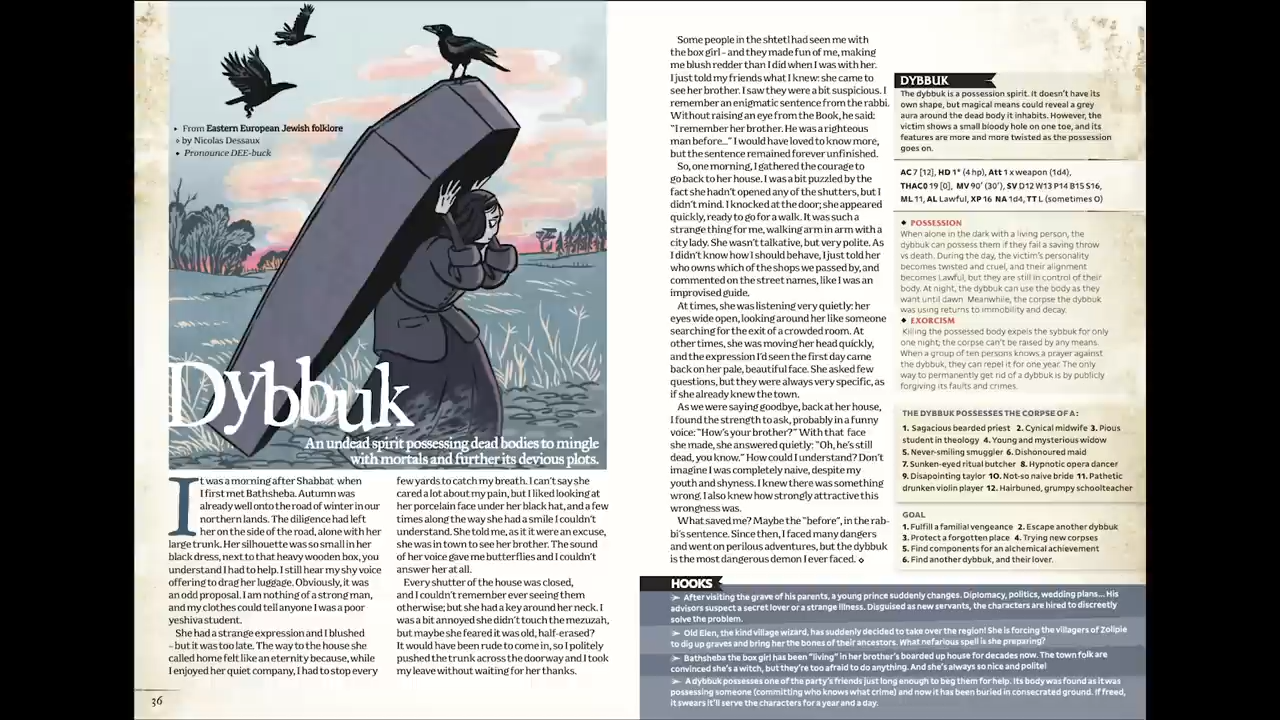 From Eastern European Jewish folklore
by Nicolas Dessaux
Pronounce DEE-buck
Dybbuk
An undead spirit possessing dead bodies to mingle
with mortals and further its devious plots.
It was a morning after Shabbat when
I first met Bathsheba. Autumn was
already well onto the road of winter in our
northern lands. The diligence had left
her on the side of the road, alone with her
large trunk. Her silhouette was so small in her
black dress, next to that heavy wooden box, you
understand I had to help. I still hear my shy voice
offering to drag her luggage. Obviously, it was
an odd proposal. I am nothing of a strong man,
and my clothes could tell anyone I was a poor
yeshiva student.
She had a strange expression and I blushed
– but it was too late. The way to the house she
called home felt like an eternity because, while
I enjoyed her quiet company, I had to stop every
few yards to catch my breath. I can't say she
cared a lot about my pain, but I liked looking at
her porcelain face under her black hat, and a few
times along the way she had a smile I couldn't
understand. She told me, as it it were an excuse,
she was in town to see her brother. The sound
of her voice gave me butterflies and I couldn't
answer her at all.
Every shutter of the house was closed,
and I couldn't remember ever seeing them
otherwise; but she had a key around her neck. I
was a bit annoyed she didn't touch the mezuzah,
but maybe she feared it was old, half-erased?
It would have been rude to come in, so I politely
pushed the trunk across the doorway and I took
my leave without waiting for her thanks.
36
Some people in the shtetl had seen me with
the box girl – and they made fun of me, making
me blush redder than I did when I was with her.
I just told my friends what I knew: she came to
see her brother. I saw they were a bit suspicious. I
remember an enigmatic sentence from the rabbi.
Without raising an eye from the Book, he said:
"I remember her brother. He was a righteous
man before..." I would have loved to know more,
but the sentence remained forever unfinished.
So, one morning, I gathered the courage to
go back to her house. I was a bit puzzled by the
fact she hadn't opened any of the shutters, but I
didn't mind. I knocked at the door; she appeared
quickly, ready to go for a walk. It was such a
strange thing for me, walking arm in arm with a
city lady. She wasn't talkative, but very polite. As
I didn't know how I should behave, I just told her
who owns which of the shops we passed by, and
commented on the street names, like I was an
improvised guide.
At times, she was listening very quietly: her
eyes wide open, looking around her like someone
searching for the exit of a crowded room. At
other times, she was moving her head quickly,
and the expression I'd seen the first day came
back on her pale, beautiful face. She asked few
questions, but they were always very specific, as
if she already knew the town.
As we were saying goodbye, back at her house,
I found the strength to ask, probably in a funny
voice: "How's your brother?" With that face
she made, she answered quietly: "Oh, he's still
dead, you know." How could I understand? Don't
imagine I was completely naive, despite my
youth and shyness. I knew there was something
wrong. I also knew how strongly attractive this
wrongness was.
What saved me? Maybe the "before", in the rab-
bi's sentence. Since then, I faced many dangers
and went on perilous adventures, but the dybbuk
is the most dangerous demon I ever faced.
DYBBUK
The dybbuk is a possession spirit. It doesn't have its
own shape, but magical means could reveal a grey
aura around the dead body it inhabits. However, the
victim shows a small bloody hole on one toe, and its
features are more and more twisted as the possession
goes on.
AC 7 [12], HD 1* (4 hp), Att 1 x weapon (1d4),
THAC0 19 [0], MV 90' (30'), SV D12 W13 P14 B15 S16,
ML 11, AL Lawful, XP 16 NA 1d4, TT L (sometimes O)
POSSESSION
When alone in the dark with a living person, the
dybbuk can possess them if they fail a saving throw
vs death. During the day, the victim's personality
becomes twisted and cruel, and their alignment
becomes Lawful, but they are still in control of their
body. At night, the dybbuk can use the body as they
want until dawn. Meanwhile, the corpse the dybbuk
was using returns to immobility and decay.
EXORCISM
Killing the possessed body expels the sybbuk for only
one night; the corpse can't be raised by any means.
When a group of ten persons knows a prayer against
the dybbuk, they can repel it for one year. The only
way to permanently get rid of a dybbuk is by publicly
forgiving its faults and crimes.
THE DYBBUK POSSESSES THE CORPSE OF A:
1. Sagacious bearded priest 2. Cynical midwife 3. Pious
student in theology 4. Young and mysterious widow
5. Never-smiling smuggler 6. Dishonoured maid
7. Sunken-eyed ritual butcher 8. Hypnotic opera dancer
9. Disapointing taylor 10. Not-so naive bride 11. Pathetic
drunken violin player 12. Hairbuned, grumpy schoolteacher
GOAL
1. Fulfill a familial vengeance 2. Escape another dybbuk
3. Protect a forgotten place 4. Trying new corpses
5. Find components for an alchemical achievement
6. Find another dybbuk, and their lover.
HOOKS
After visiting the grave of his parents, a young prince suddenly changes. Diplomacy, politics, wedding plans... His
advisors suspect a secret lover or a strange illness. Disguised as new servants, the characters are hired to discreetly
solve the problem.
Old Elen, the kind village wizard, has suddenly decided to take over the region! She is forcing the villagers of Zolipie
to dig up graves and bring her the bones of their ancestors. What nefarious spell is she preparing?
Bathsheba the box girl has been "living" in her brother's boarded up house for decades now. The town folk are
convinced she's a witch, but they're too afraid to do anything. And she's always so nice and polite!
A dybbuk possesses one of the party's friends just long enough to beg them for help. Its body was found as it was
possessing someone (committing who knows what crime) and now it has been buried in consecrated ground. If freed,
it swears it'll serve the characters for a year and a day.